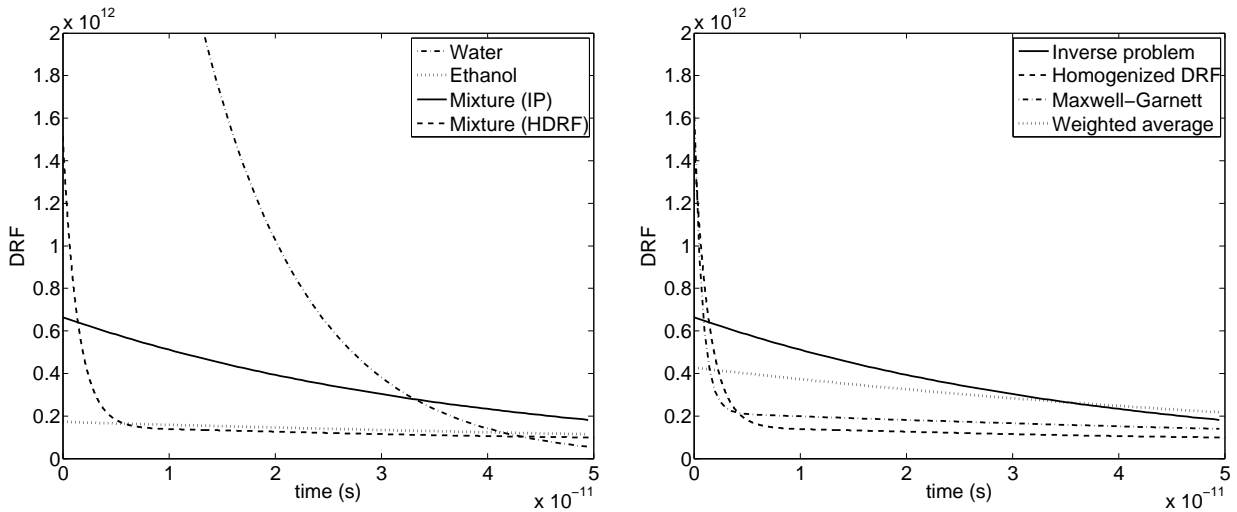 x 10^12
2
1.8
1.6
1.4
1.2
1
0.8
0.6
0.4
0.2
0
DRF
0 1 2 3 4 5
time (s)
x 10^−11
Water
Ethanol
Mixture (IP)
Mixture (HDRF)
x 10^12
2
1.8
1.6
1.4
1.2
1
0.8
0.6
0.4
0.2
0
DRF
0 1 2 3 4 5
time (s)
x 10^−11
Inverse problem
Homogenized DRF
Maxwell−Garnett
Weighted average